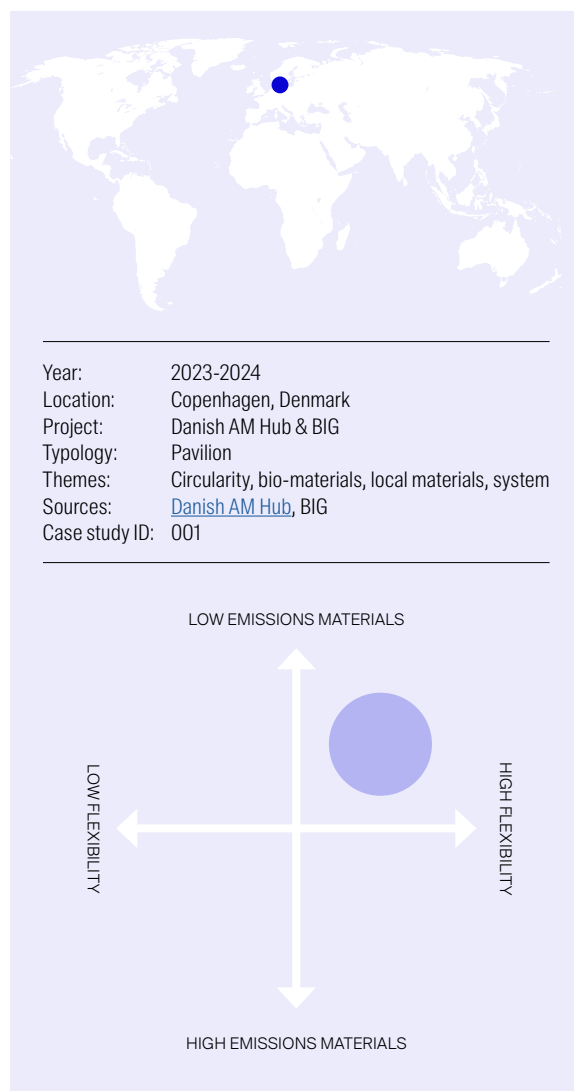 Year: 2023-2024
Location: Copenhagen, Denmark
Project: Danish AM Hub & BIG
Typology: Pavilion
Themes: Circularity, bio-materials, local materials, system
Sources: Danish AM Hub, BIG
Case study ID: 001
LOW EMISSIONS MATERIALS
LOW FLEXIBILITY
HIGH FLEXIBILITY
HIGH EMISSIONS MATERIALS